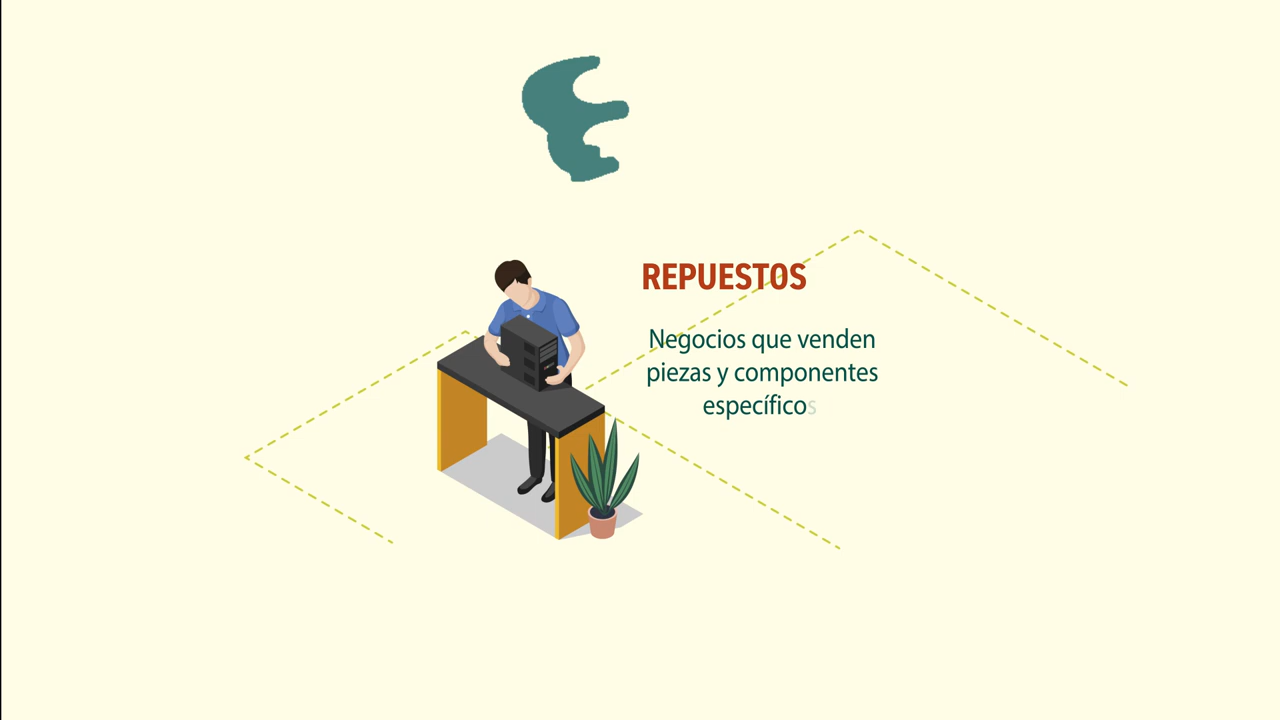 REPUESTOS
Negocios que venden
piezas y componentes
específicos